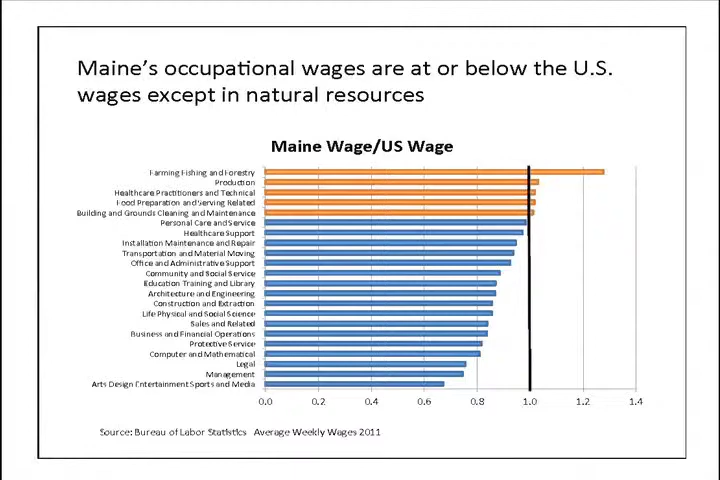 Maine's occupational wages are at or below the U.S.
wages except in natural resources
Maine Wage/US Wage
Farming Fishing and Forestry
Production
Healthcare Practitioners and Technical
Food Preparation and Serving Related
Building and Grounds Cleaning and Maintenance
Personal Care and Service
Healthcare Support
Installation Maintenance and Repair
Transportation and Material Moving
Office and Administrative Support
Community and Social Service
Education Training and Library
Architecture and Engineering
Construction and Extraction
Life Physical and Social Science
Sales and Related
Business and Financial Operations
Protective Service
Computer and Mathematical
Legal
Management
Arts Design Entertainment Sports and Media
0.0 0.2 0.4 0.6 0.8 1.0 1.2 1.4
Source: Bureau of Labor Statistics Average Weekly Wages 2011